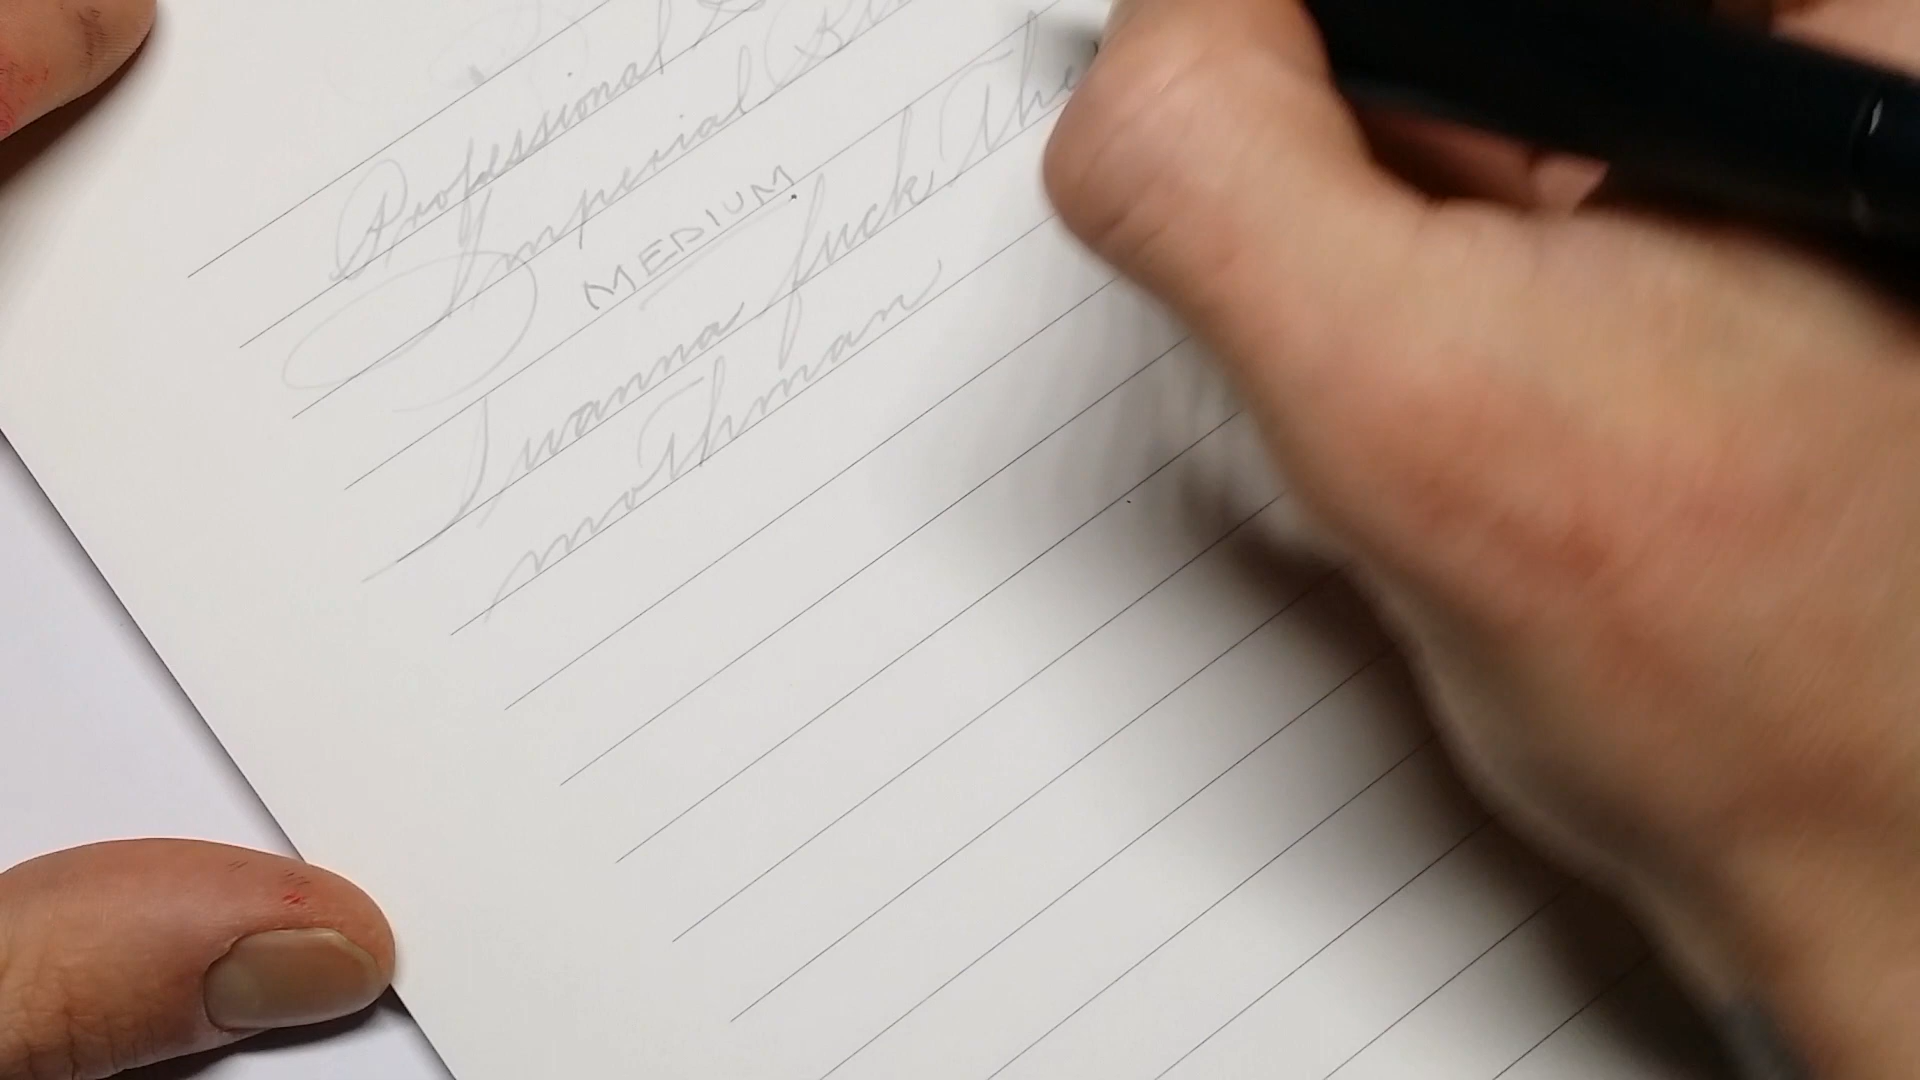 Professional
Imperial
MEDIUM
I wanna fuck The
mothman